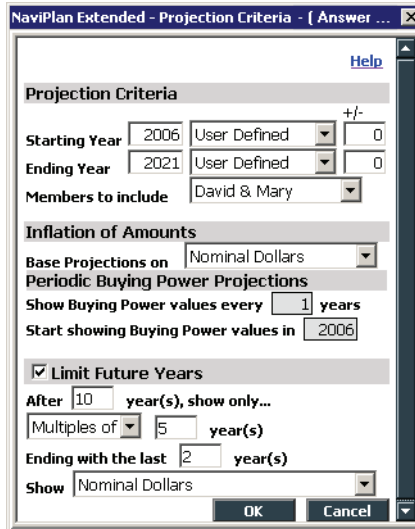 NaviPlan Extended - Projection Criteria - ( Answer ...
Help
Projection Criteria
+/-
Starting Year 2006 User Defined 0
Ending Year 2021 User Defined 0
Members to include David & Mary
Inflation of Amounts
Base Projections on Nominal Dollars
Periodic Buying Power Projections
Show Buying Power values every 1 years
Start showing Buying Power values in 2006
Limit Future Years
After 10 year(s), show only...
Multiples of 5 year(s)
Ending with the last 2 year(s)
Show Nominal Dollars
OK Cancel